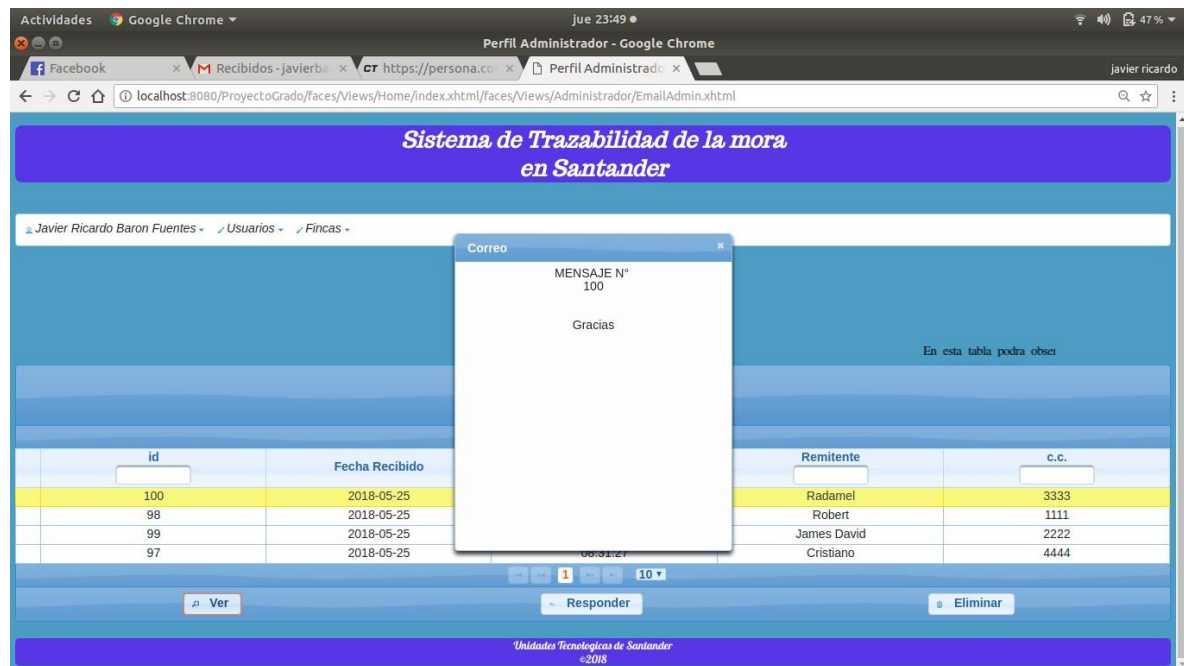 Actividades Google Chrome jue 23:49 47 %
Perfil Administrador - Google Chrome
Facebook Recibidos - javierba https://persona.co Perfil Administrado javier ricardo
localhost:8080/ProyectoGrado/faces/Views/Home/index.xhtml/faces/Views/Administrador/EmailAdmin.xhtml
Sistema de Trazabilidad de la mora
en Santander
Javier Ricardo Baron Fuentes Usuarios Fincas
Correo
MENSAJE N°
100
Gracias
En esta tabla podra obser
id Fecha Recibido Remitente c.c.
100 2018-05-25 Radamel 3333
98 2018-05-25 Robert 1111
99 2018-05-25 James David 2222
97 2018-05-25 Cristiano 4444
1 10
Ver Responder Eliminar
Unidades Tecnologicas de Santander
©2018